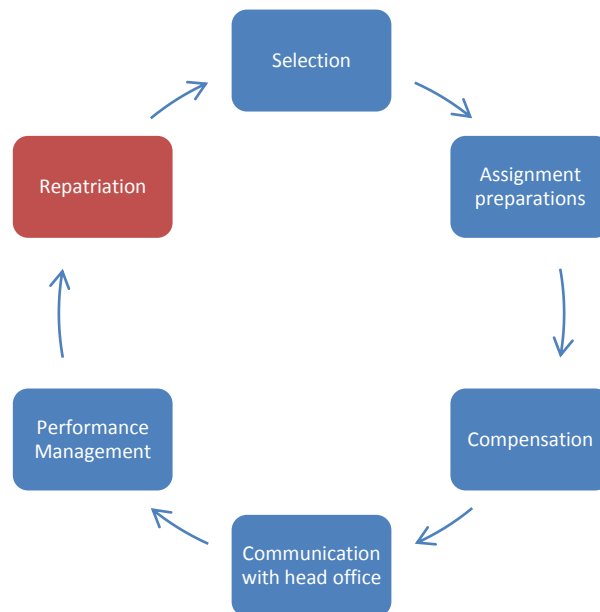 Selection
Assignment
preparations
Compensation
Communication
with head office
Performance
Management
Repatriation